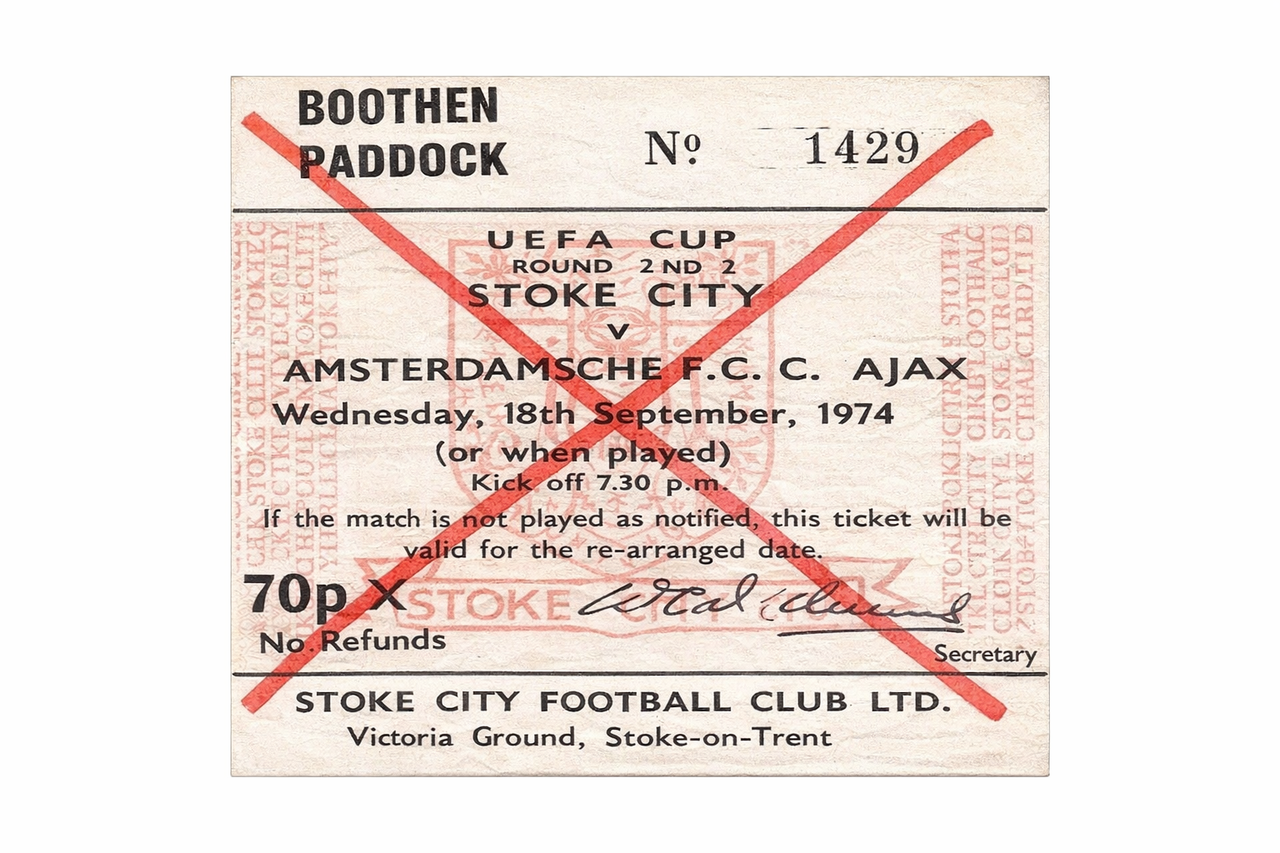 BOOTHEN
PADDOCK
Nº 1429
UEFA CUP
ROUND 2ND 2
STOKE CITY
v
AMSTERDAMSCHE F.C. C. AJAX
Wednesday, 18th September, 1974
(or when played)
Kick off 7.30 p.m.
If the match is not played as notified, this ticket will be
valid for the re-arranged date.
70p X
STOKE CITY
No Refunds
Secretary
STOKE CITY FOOTBALL CLUB LTD.
Victoria Ground, Stoke-on-Trent